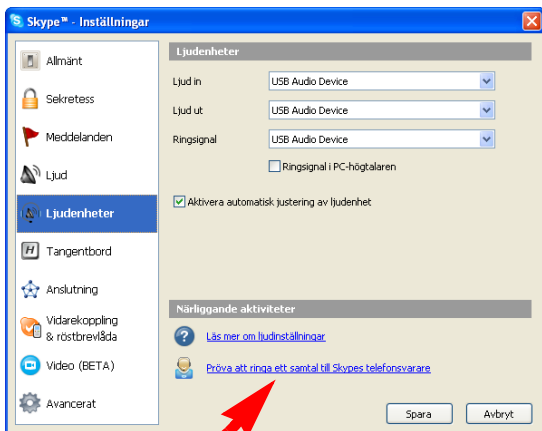 Skype™ - Inställningar
Allmänt
Sekretess
Meddelanden
Ljud
Ljudenheter
Tangentbord
Anslutning
Vidarekoppling
& röstbrevlåda
Video (BETA)
Avancerat
Ljudenheter
Ljud in
USB Audio Device
Ljud ut
USB Audio Device
Ringsignal
USB Audio Device
Ringsignal i PC-högtalaren
Aktivera automatisk justering av ljudenhet
Närliggande aktiviteter
Läs mer om ljudinställningar
Pröva att ringa ett samtal till Skypes telefonsvarare
Spara
Avbryt